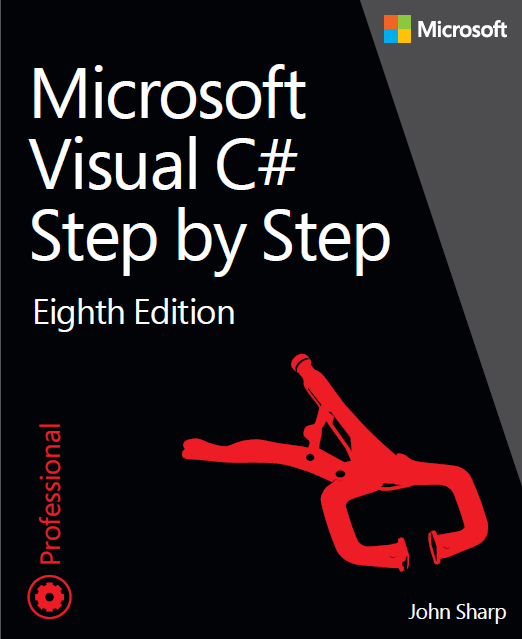 Microsoft
Microsoft
Visual C#
Step by Step
Eighth Edition
Professional
John Sharp